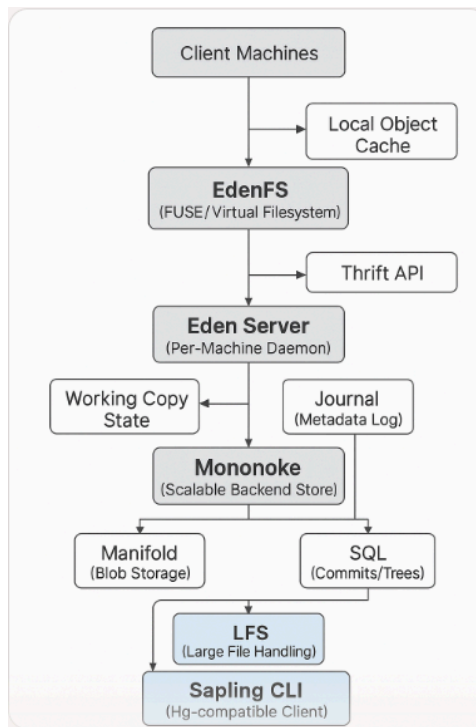 Client Machines
Local Object
Cache
EdenFS
(FUSE/Virtual Filesystem)
Thrift API
Eden Server
(Per-Machine Daemon)
Working Copy
State
Journal
(Metadata Log)
Mononoke
(Scalable Backend Store)
Manifold
(Blob Storage)
SQL
(Commits/Trees)
LFS
(Large File Handling)
Sapling CLI
(Hg-compatible Client)